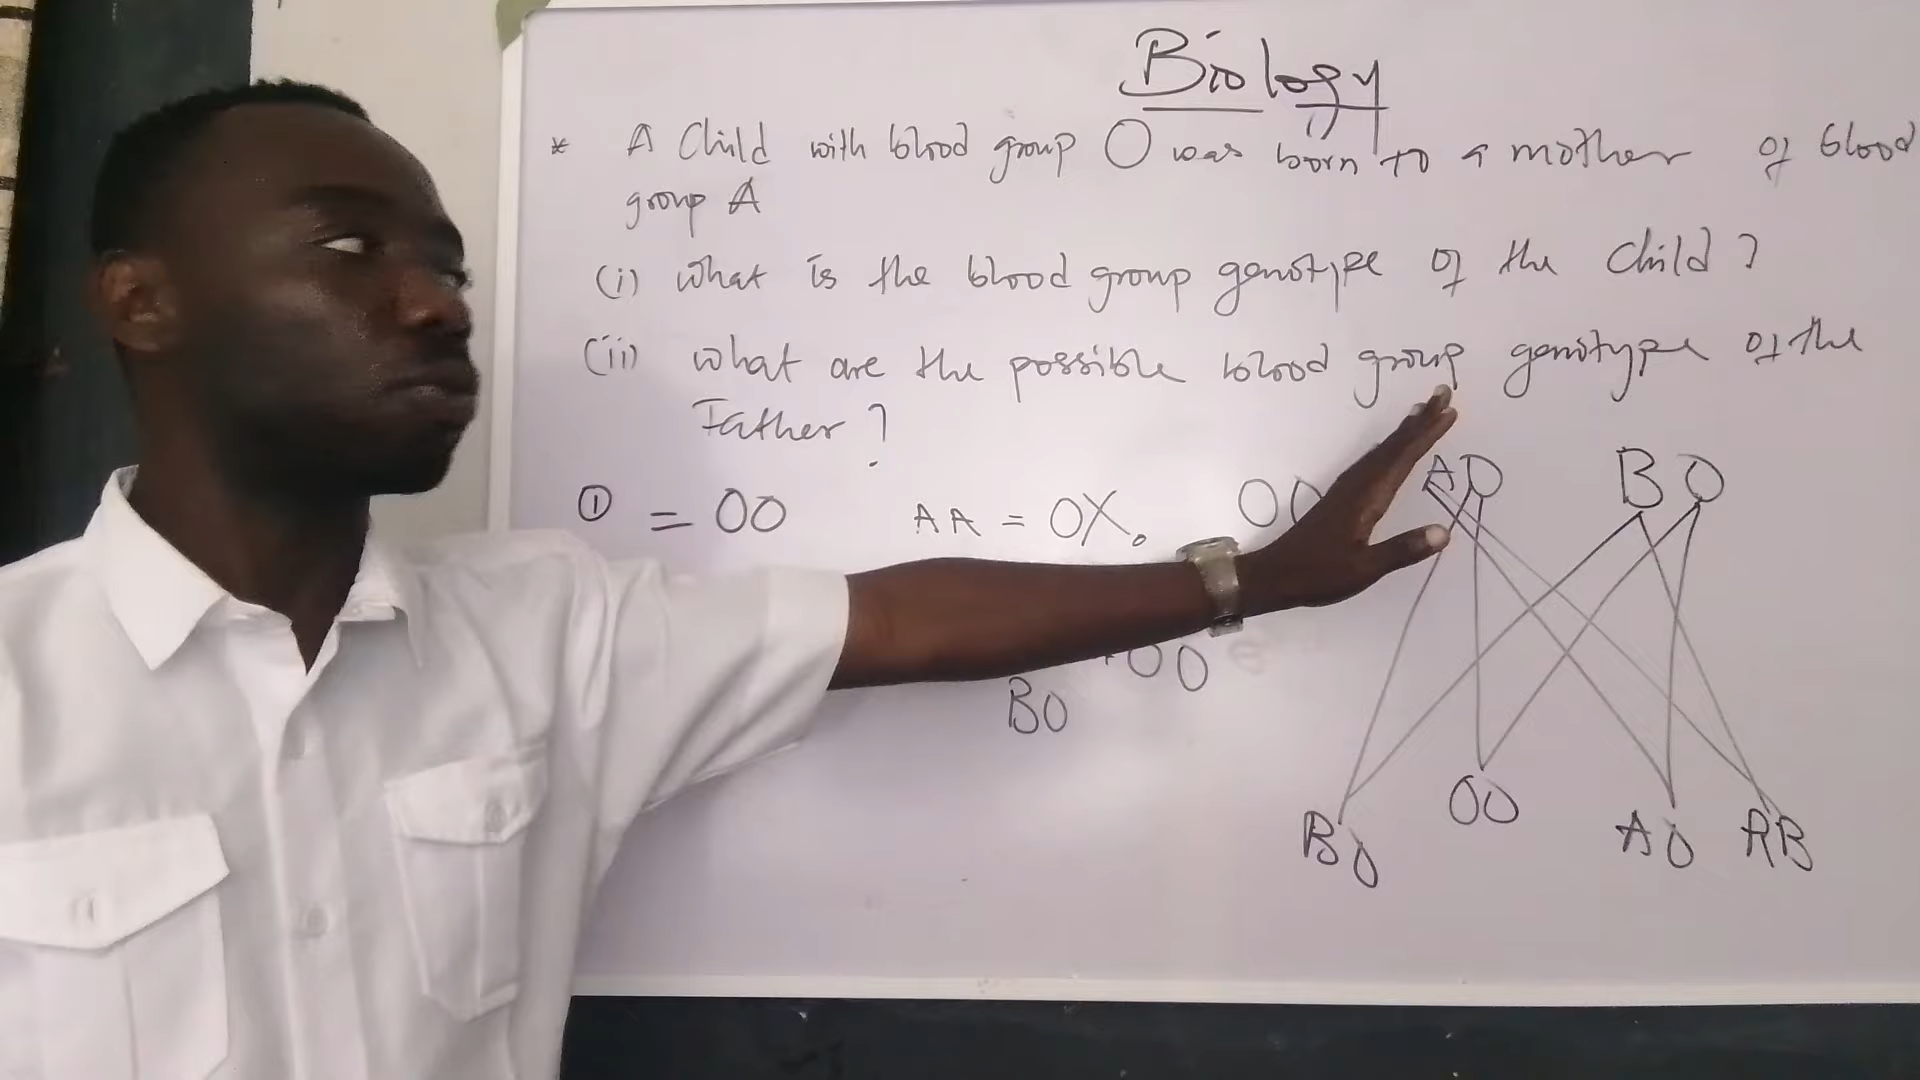 Biology
* A Child with blood group O was born to a mother of blood
group A
(i) what is the blood group genotype of the child?
(ii) what are the possible blood group genotype of the
Father?
① = OO AA = OX. OO AO BO
OO
BO
OO
BO AO AB